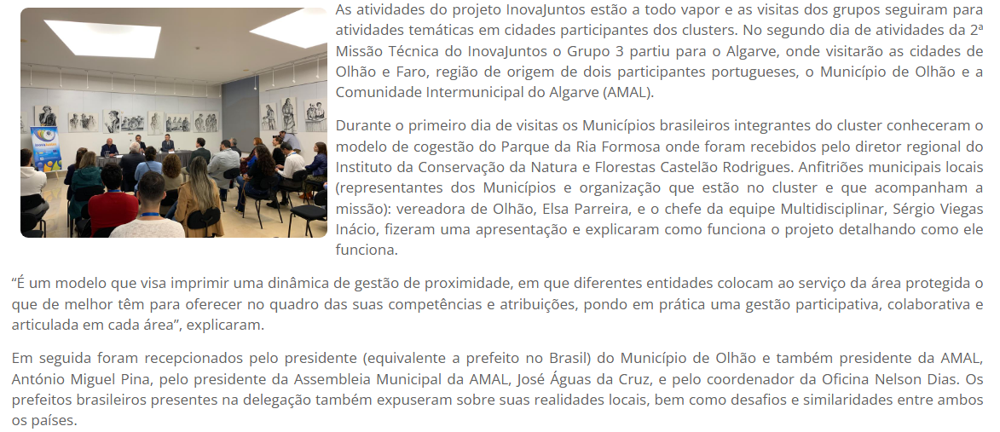 As atividades do projeto InovaJuntos estão a todo vapor e as visitas dos grupos seguiram para
atividades temáticas em cidades participantes dos clusters. No segundo dia de atividades da 2ª
Missão Técnica do InovaJuntos o Grupo 3 partiu para o Algarve, onde visitarão as cidades de
Olhão e Faro, região de origem de dois participantes portugueses, o Município de Olhão e a
Comunidade Intermunicipal do Algarve (AMAL).
Durante o primeiro dia de visitas os Municípios brasileiros integrantes do cluster conheceram o
modelo de cogestão do Parque da Ria Formosa onde foram recebidos pelo diretor regional do
Instituto da Conservação da Natura e Florestas Castelão Rodrigues. Anfitriões municipais locais
(representantes dos Municípios e organização que estão no cluster e que acompanham a
missão): vereadora de Olhão, Elsa Parreira, e o chefe da equipe Multidisciplinar, Sérgio Viegas
Inácio, fizeram uma apresentação e explicaram como funciona o projeto detalhando como ele
funciona.
“É um modelo que visa imprimir uma dinâmica de gestão de proximidade, em que diferentes entidades colocam ao serviço da área protegida o
que de melhor têm para oferecer no quadro das suas competências e atribuições, pondo em prática uma gestão participativa, colaborativa e
articulada em cada área”, explicaram.
Em seguida foram recepcionados pelo presidente (equivalente a prefeito no Brasil) do Município de Olhão e também presidente da AMAL,
António Miguel Pina, pelo presidente da Assembleia Municipal da AMAL, José Águas da Cruz, e pelo coordenador da Oficina Nelson Dias. Os
prefeitos brasileiros presentes na delegação também expuseram sobre suas realidades locais, bem como desafios e similaridades entre ambos
os países.